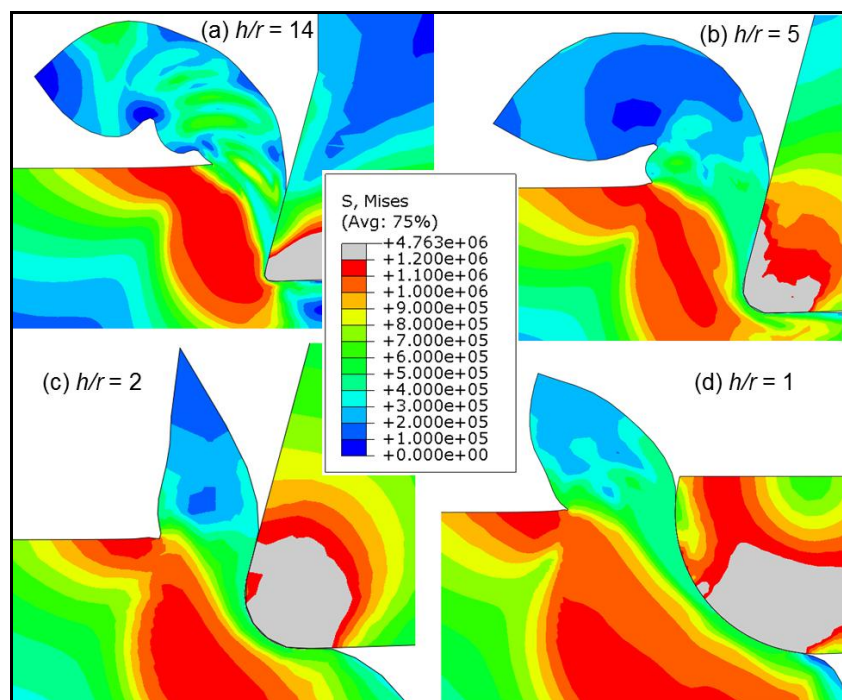 (a) h/r = 14
(b) h/r = 5
S, Mises
(Avg: 75%)
+4.763e+06
+1.200e+06
+1.100e+06
+1.000e+06
+9.000e+05
+8.000e+05
+7.000e+05
+6.000e+05
+5.000e+05
+4.000e+05
+3.000e+05
+2.000e+05
+1.000e+05
+0.000e+00
(c) h/r = 2
(d) h/r = 1